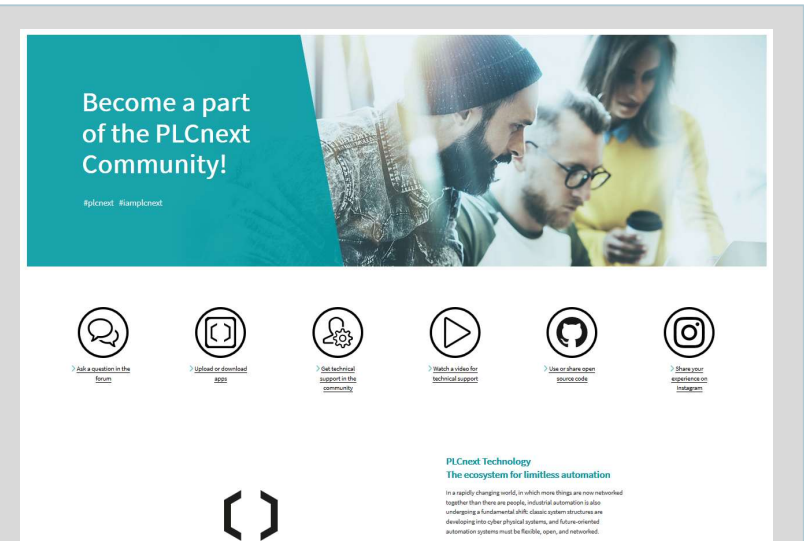 Become a part
of the PLCnext
Community!
#plcnext #iamplcnext
Ask a question in the
forum
Upload or download
apps
Get technical
support in the
community
Watch a video for
technical support
Use or share open
source code
Share your
experience on
Instagram
PLCnext Technology
The ecosystem for limitless automation
In a rapidly changing world, in which more things are now networked
together than there are people, industrial automation is also
undergoing a fundamental shift: classic system structures are
developing into cyber physical systems, and future-oriented
automation systems must be flexible, open, and networked.